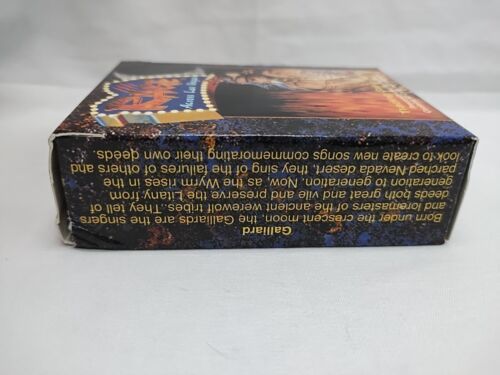 Galliard
Born under the crescent moon, the Galliards are the singers
and loremasters of the ancient werewolf tribes. They tell of
deeds both great and vile and preserve the Litany from
generation to generation. Now, as the Wyrm rises in the
parched Nevada desert, they sing of the failures of others and
look to create new songs commemorating their own deeds.
Across Las Vegas